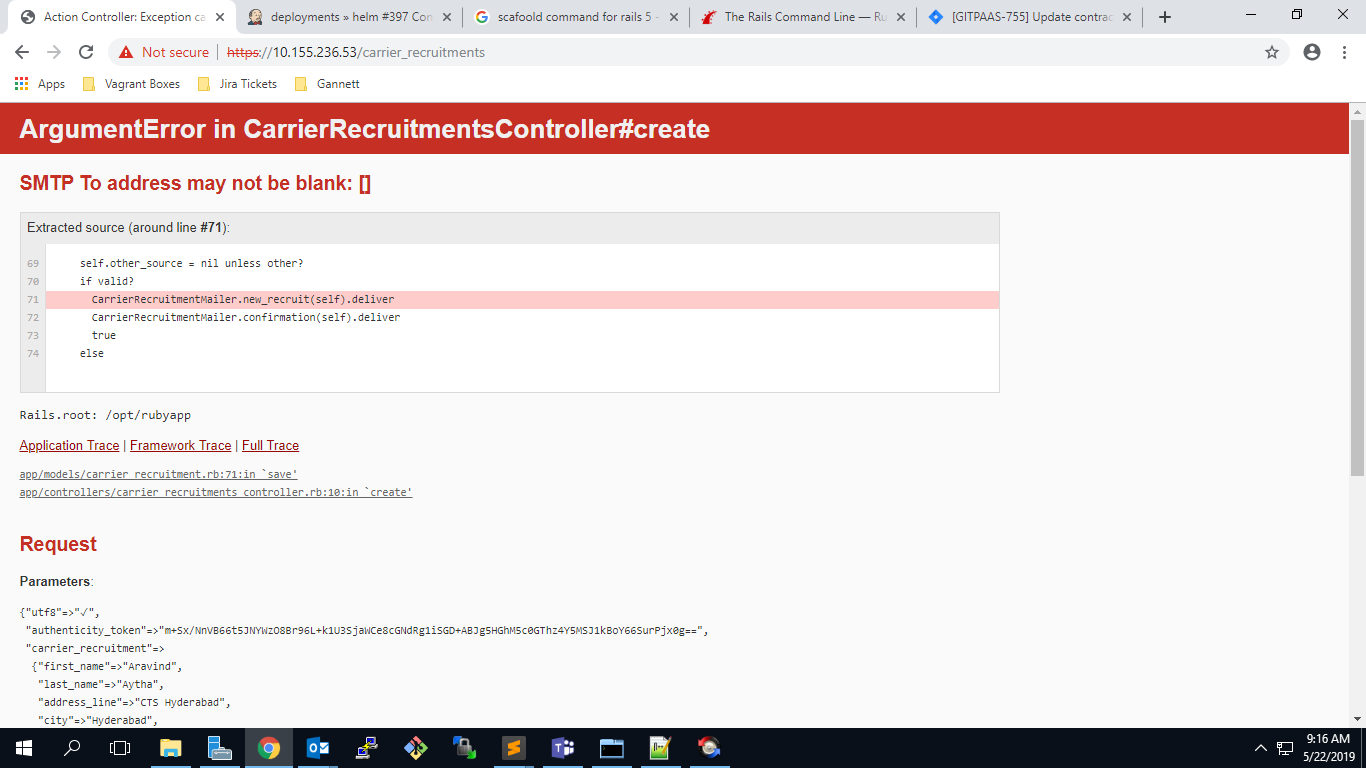 Action Controller: Exception ca
deployments » helm #397 Con
scafoold command for rails 5 -
The Rails Command Line — Ru
[GITPAAS-755] Update contrac
Not secure
https://10.155.236.53/carrier_recruitments
Apps
Vagrant Boxes
Jira Tickets
Gannett
ArgumentError in CarrierRecruitmentsController#create
SMTP To address may not be blank: []
Extracted source (around line #71):
69 self.other_source = nil unless other?
70 if valid?
71 CarrierRecruitmentMailer.new_recruit(self).deliver
72 CarrierRecruitmentMailer.confirmation(self).deliver
73 true
74 else
Rails.root: /opt/rubyapp
Application Trace | Framework Trace | Full Trace
app/models/carrier_recruitment.rb:71:in `save'
app/controllers/carrier_recruitments_controller.rb:10:in `create'
Request
Parameters:
{"utf8"=>"✓",
"authenticity_token"=>"m+Sx/NnVB66t5JNYWzO8Br96L+k1U3SjaWCe8cGNdRg1iSGD+ABJg5HGhM5c0GThz4Y5MSJ1kBoY66SurPjx0g==",
"carrier_recruitment"=>
{"first_name"=>"Aravind",
"last_name"=>"Aytha",
"address_line"=>"CTS Hyderabad",
"city"=>"Hyderabad",
9:16 AM
5/22/2019